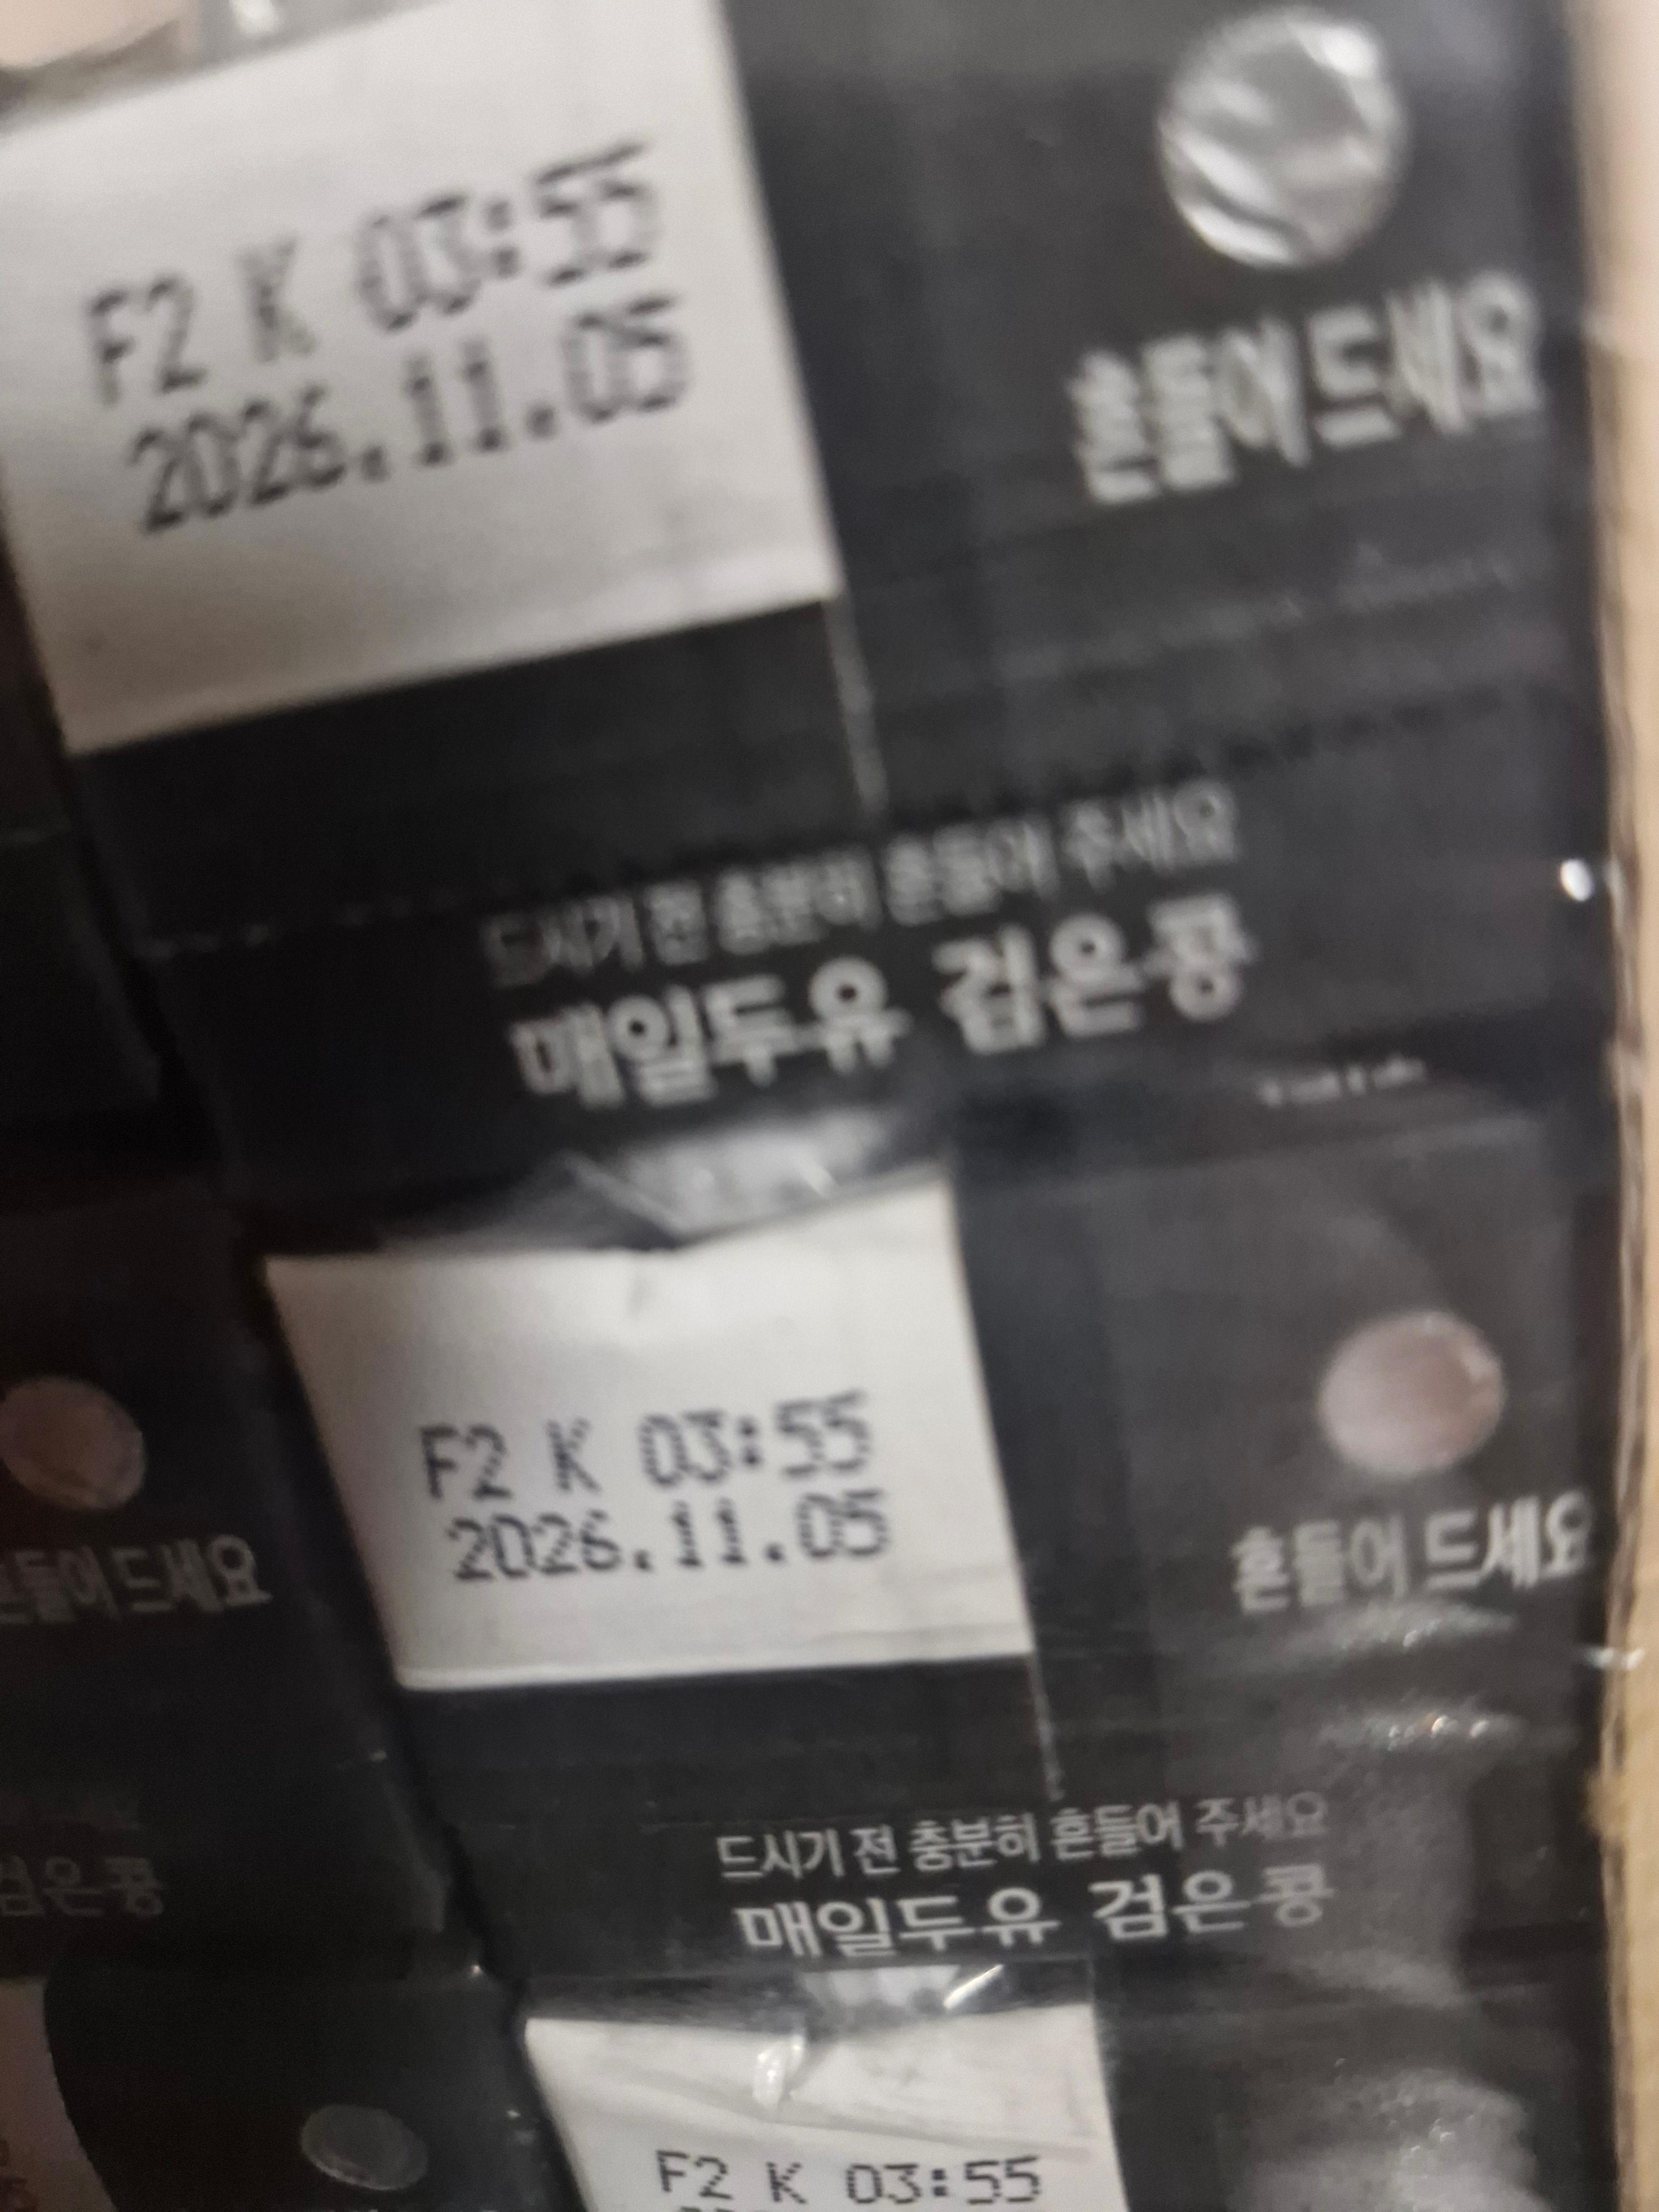 F2 K 03:55
2026.11.05
흔들어 드세요
드시기 전 충분히 흔들어 주세요
매일두유 검은콩
F2 K 03:55
2026.11.05
흔들어 드세요
흔들어 드세요
드시기 전 충분히 흔들어 주세요
매일두유 검은콩
검은콩
F2 K 03:55